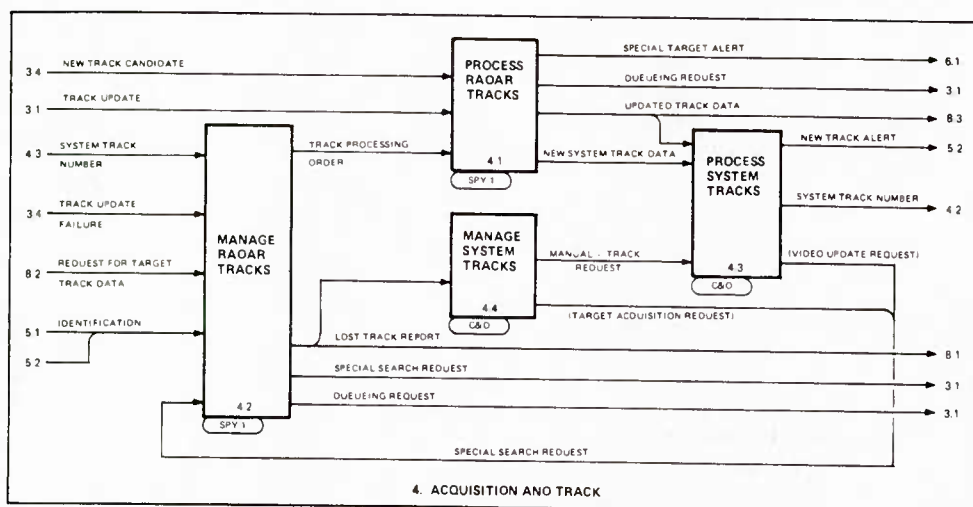 3.4
NEW TRACK CANDIDATE
3.1
TRACK UPDATE
4.3
SYSTEM TRACK
NUMBER
3.4
TRACK UPDATE
FAILURE
8.2
REQUEST FOR TARGET
TRACK DATA
5.1
IDENTIFICATION
5.2
MANAGE
RADAR
TRACKS
4.2
SPY 1
TRACK PROCESSING
ORDER
PROCESS
RADAR
TRACKS
4.1
SPY 1
SPECIAL TARGET ALERT
6.1
QUEUEING REQUEST
3.1
UPDATED TRACK DATA
8.3
NEW SYSTEM TRACK DATA
MANAGE
SYSTEM
TRACKS
4.4
C&D
MANUAL - TRACK
REQUEST
(TARGET ACQUISITION REQUEST)
PROCESS
SYSTEM
TRACKS
4.3
C&D
NEW TRACK ALERT
5.2
SYSTEM TRACK NUMBER
4.2
(VIDEO UPDATE REQUEST)
LOST TRACK REPORT
8.1
SPECIAL SEARCH REQUEST
3.1
QUEUEING REQUEST
3.1
SPECIAL SEARCH REQUEST
4. ACQUISITION AND TRACK